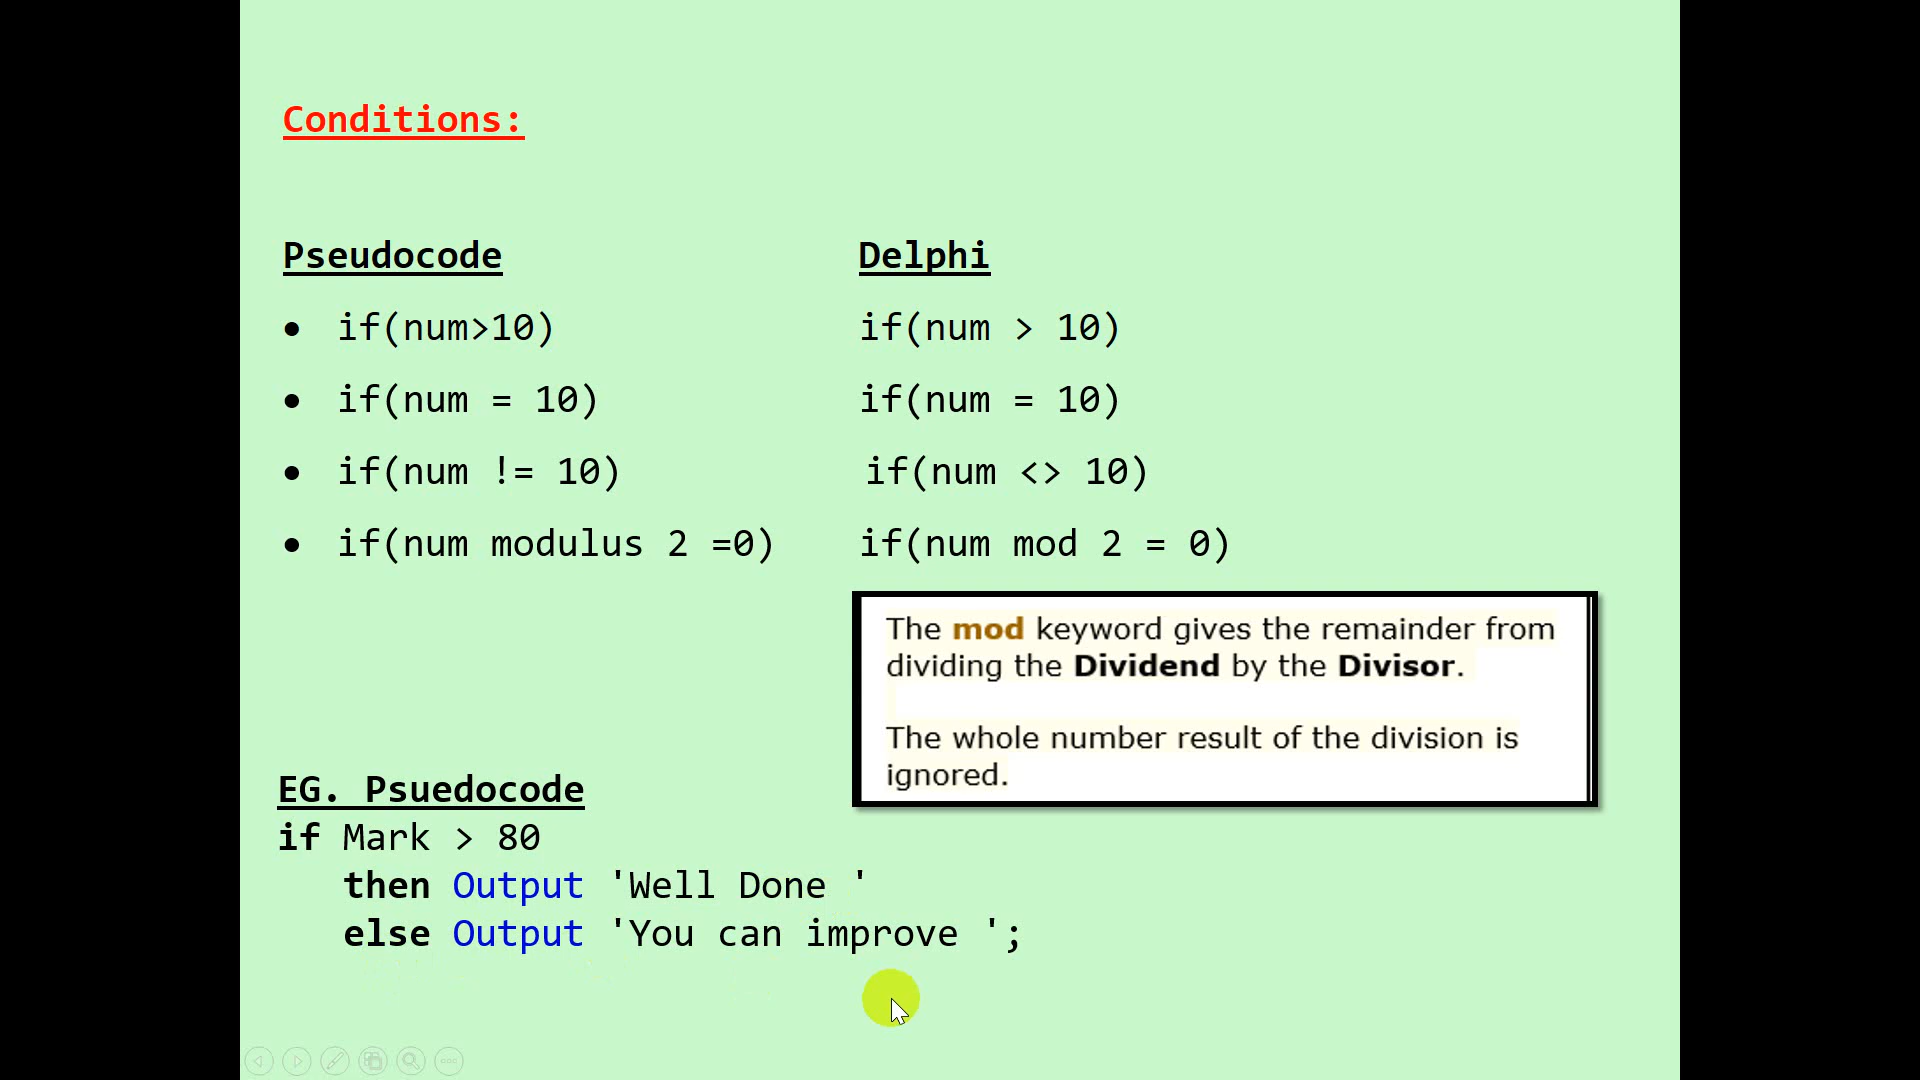 Conditions:
Pseudocode Delphi
• if(num>10) if(num > 10)
• if(num = 10) if(num = 10)
• if(num != 10) if(num <> 10)
• if(num modulus 2 =0) if(num mod 2 = 0)
The mod keyword gives the remainder from
dividing the Dividend by the Divisor.
The whole number result of the division is
ignored.
EG. Psuedocode
if Mark > 80
then Output 'Well Done '
else Output 'You can improve ';